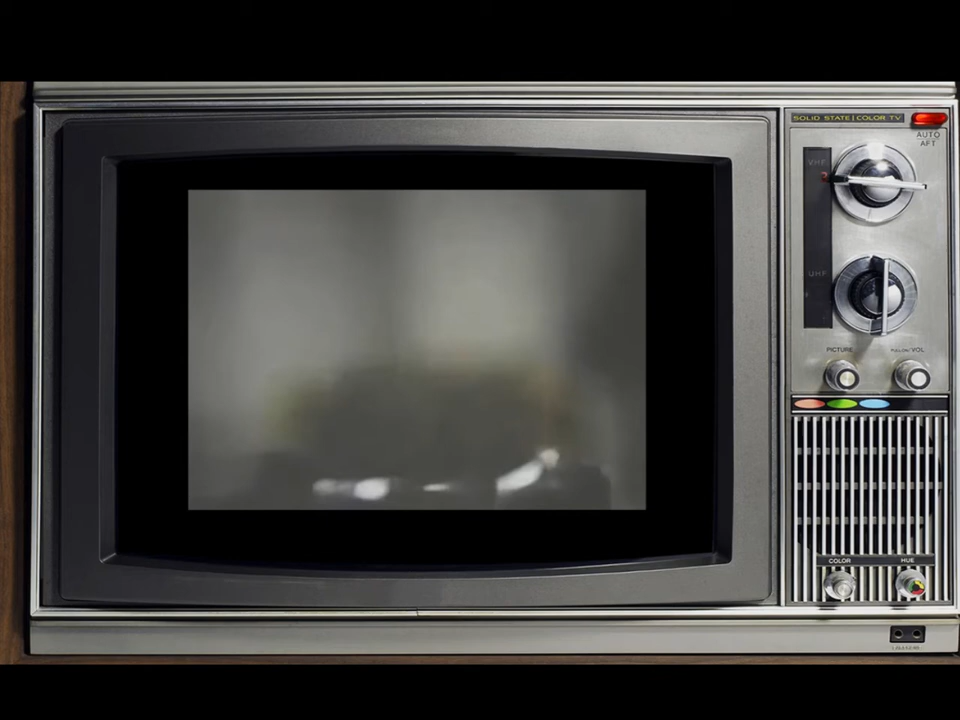 SOLID STATE | COLOR TV
AUTO
AFT
VHF
UHF
PICTURE
VOL
COLOR
HUE